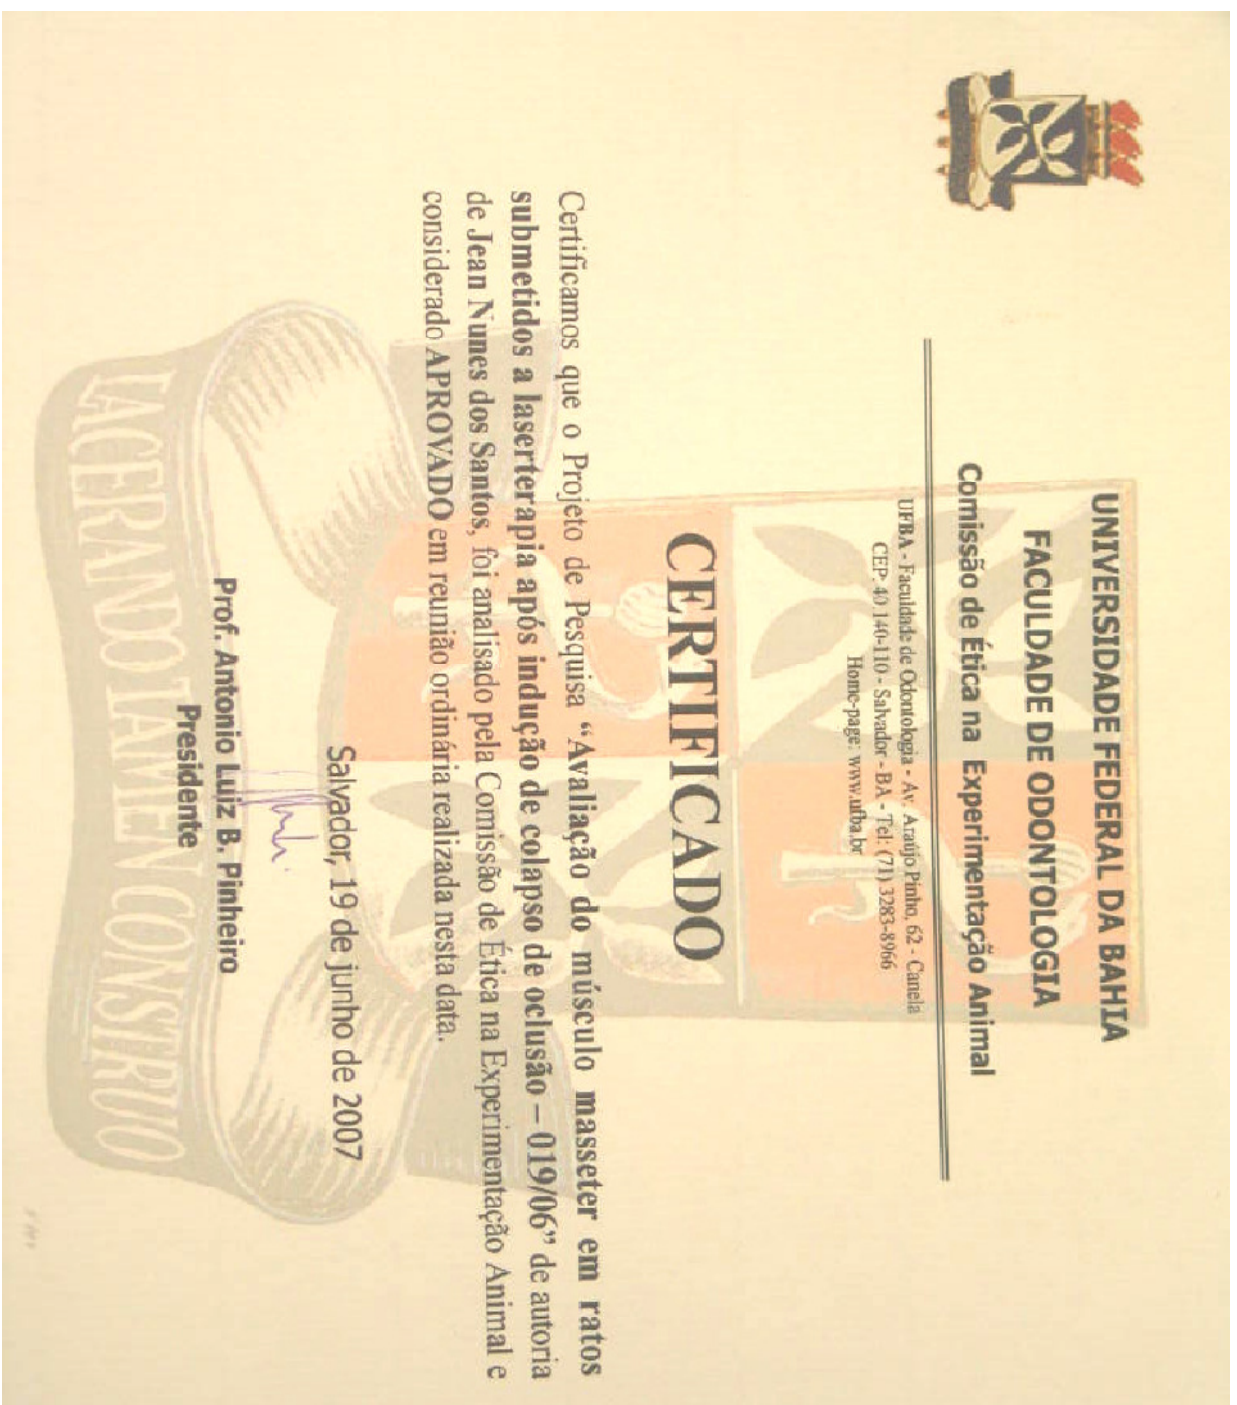 UNIVERSIDADE FEDERAL DA BAHIA
FACULDADE DE ODONTOLOGIA
Comissão de Ética na Experimentação Animal
UFBA - Faculdade de Odontologia - Av. Araújo Pinho, 62 - Canela
CEP: 40 140-110 - Salvador - BA - Tel: (71) 3283-8966
Home-page: www.ufba.br
CERTIFICADO
Certificamos que o Projeto de Pesquisa “Avaliação do músculo masseter em ratos
submetidos a laserterapia após indução de colapso de oclusão – 019/06” de autoria
de Jean Nunes dos Santos, foi analisado pela Comissão de Ética na Experimentação Animal e
considerado APROVADO em reunião ordinária realizada nesta data.
Salvador, 19 de junho de 2007
Prof. Antonio Luiz B. Pinheiro
Presidente
CONSTRUO